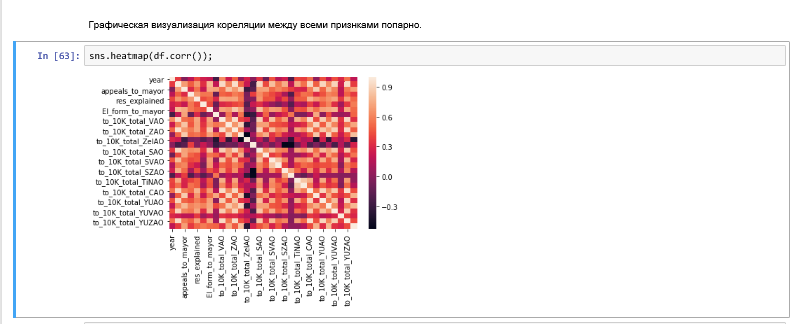 Графическая визуализация кореляции между всеми призн​ками попарно.
In [63]: sns.heatmap(df.corr());
year
appeals_to_mayor
res_explained
El_form_to_mayor
to_10K_total_VAO
to_10K_total_ZAO
to_10K_total_ZelAO
to_10K_total_SAO
to_10K_total_SVAO
to_10K_total_SZAO
to_10K_total_TiNAO
to_10K_total_CAO
to_10K_total_YUAO
to_10K_total_YUVAO
to_10K_total_YUZAO
0.9
0.6
0.3
0.0
−0.3
year
appeals_to_mayor
res_explained
El_form_to_mayor
to_10K_total_VAO
to_10K_total_ZAO
to_10K_total_ZelAO
to_10K_total_SAO
to_10K_total_SVAO
to_10K_total_SZAO
to_10K_total_TiNAO
to_10K_total_CAO
to_10K_total_YUAO
to_10K_total_YUVAO
to_10K_total_YUZAO